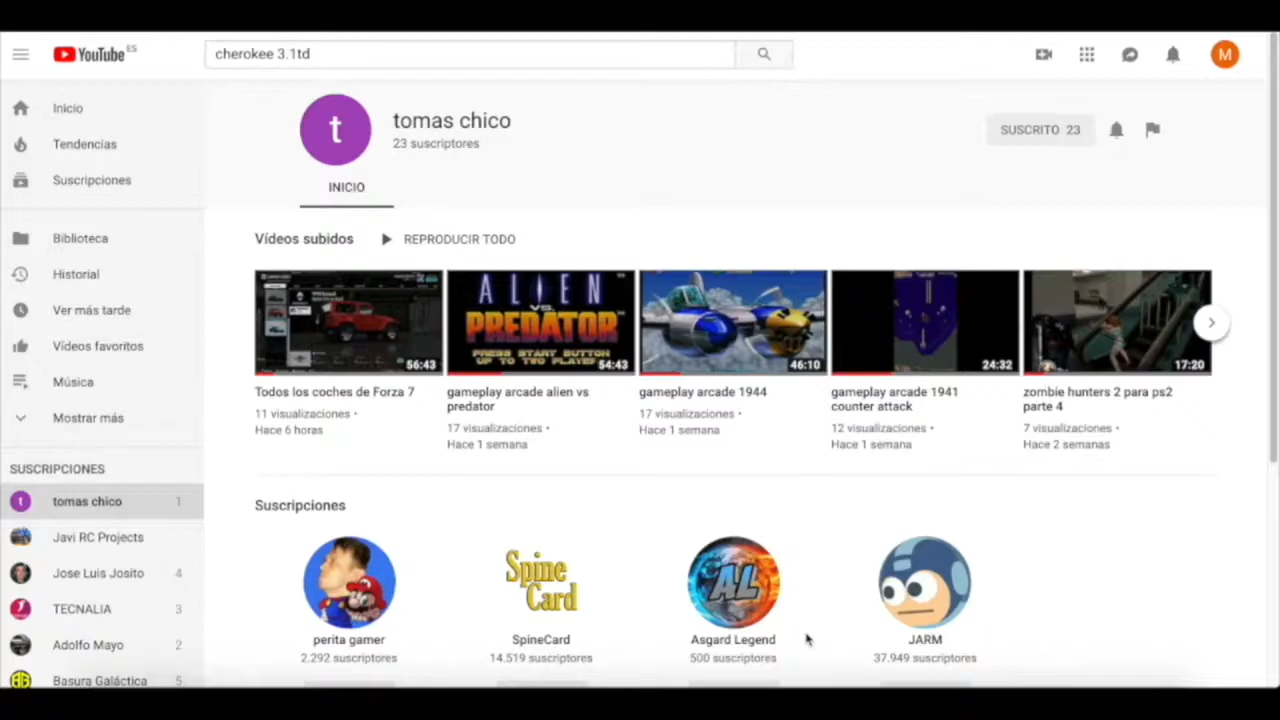 YouTube ES
cherokee 3.1td
M
Inicio
Tendencias
Suscripciones
Biblioteca
Historial
Ver más tarde
Vídeos favoritos
Música
Mostrar más
SUSCRIPCIONES
t tomas chico 1
Javi RC Projects
Jose Luis Josito 4
TECNALIA 3
Adolfo Mayo 2
Basura Galáctica 5
t
tomas chico
23 suscriptores
SUSCRITO 23
INICIO
Vídeos subidos
REPRODUCIR TODO
56:43
ALIEN
VS.
PREDATOR
PRESS START BUTTON
UP TO TWO PLAYERS
54:43
46:10
24:32
17:20
Todos los coches de Forza 7
11 visualizaciones •
Hace 6 horas
gameplay arcade alien vs
predator
17 visualizaciones •
Hace 1 semana
gameplay arcade 1944
17 visualizaciones •
Hace 1 semana
gameplay arcade 1941
counter attack
12 visualizaciones •
Hace 1 semana
zombie hunters 2 para ps2
parte 4
7 visualizaciones •
Hace 2 semanas
Suscripciones
Spine
Card
AL
perita gamer
2.292 suscriptores
SpineCard
14.519 suscriptores
Asgard Legend
500 suscriptores
JARM
37.949 suscriptores